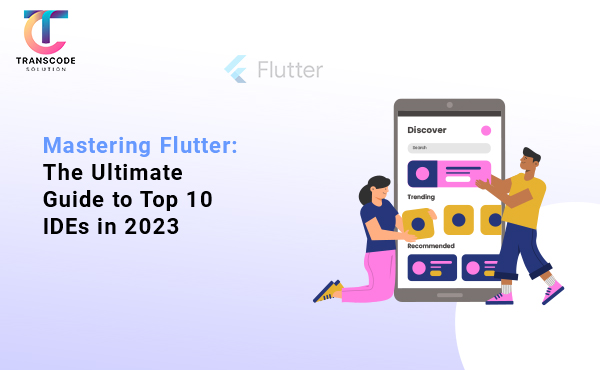 TRANSCODE
SOLUTION
Flutter
Mastering Flutter:
The Ultimate
Guide to Top 10
IDEs in 2023
Discover
Search
Trending
Recommended